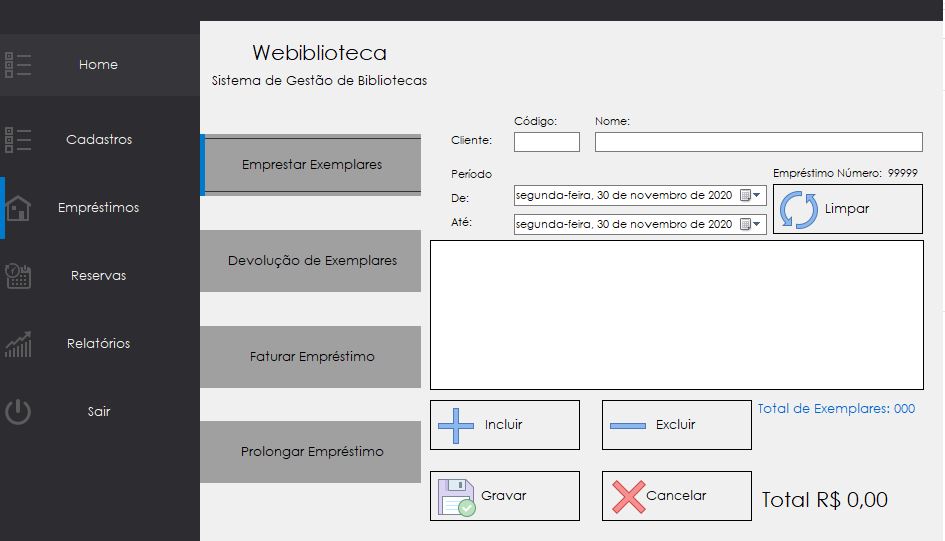 Home
Cadastros
Empréstimos
Reservas
Relatórios
Sair
Webiblioteca
Sistema de Gestão de Bibliotecas
Emprestar Exemplares
Devolução de Exemplares
Faturar Empréstimo
Prolongar Empréstimo
Código: Nome:
Cliente:
Período
Empréstimo Número: 99999
De: segunda-feira, 30 de novembro de 2020
Até: segunda-feira, 30 de novembro de 2020
Limpar
Incluir
Excluir
Total de Exemplares: 000
Gravar
Cancelar
Total R$ 0,00